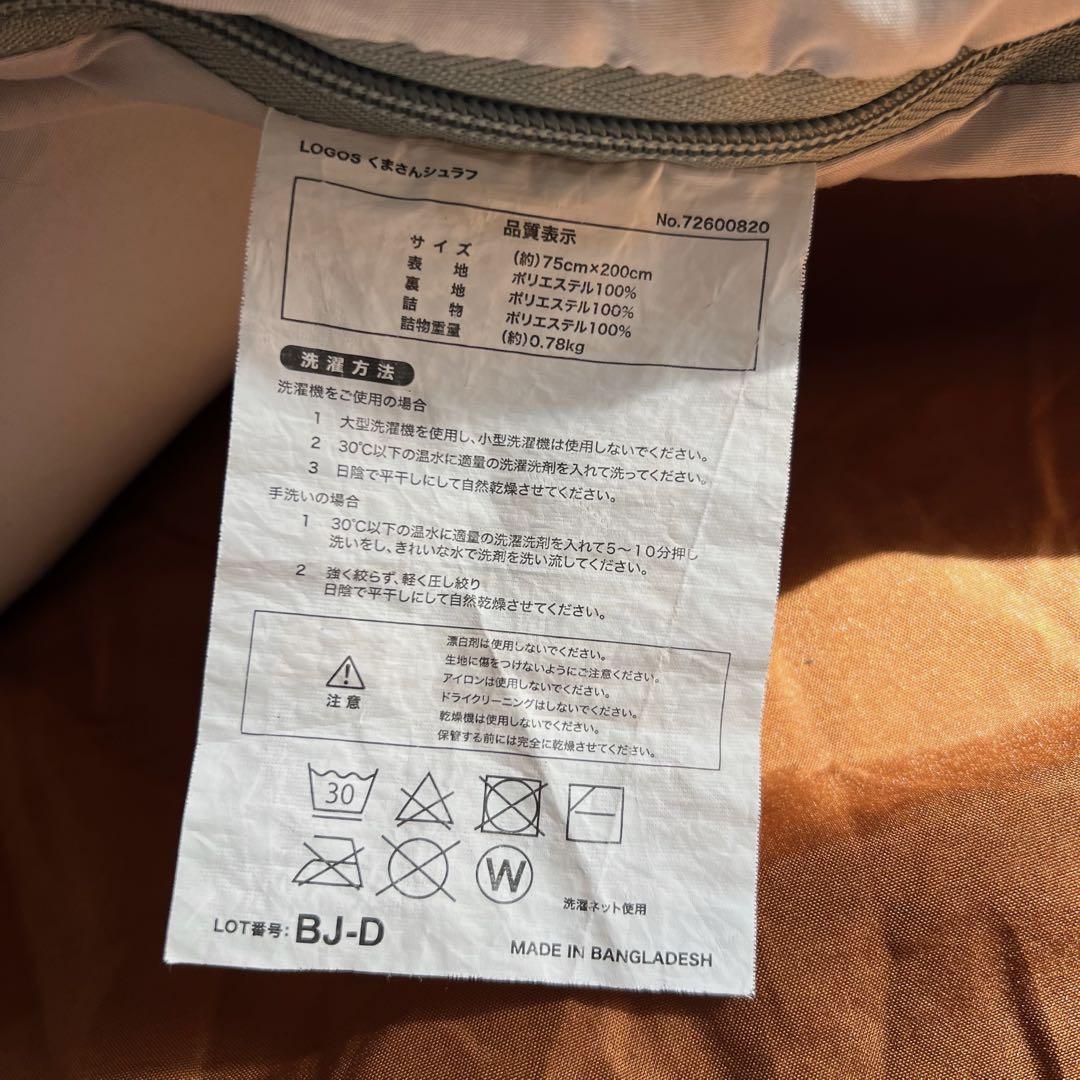 LOGOS くまさんシュラフ
No.72600820
品質表示
サイズ (約)75cm×200cm
表地 ポリエステル100%
裏地 ポリエステル100%
詰物 ポリエステル100%
詰物重量 (約)0.78kg
洗濯方法
洗濯機をご使用の場合
1 大型洗濯機を使用し、小型洗濯機は使用しないでください。
2 30℃以下の温水に適量の洗濯洗剤を入れて洗ってください。
3 日陰で平干しにして自然乾燥させてください。
手洗いの場合
1 30℃以下の温水に適量の洗濯洗剤を入れて5〜10分押し
洗いをし、きれいな水で洗剤を洗い流してください。
2 強く絞らず、軽く圧し絞り
日陰で平干しにして自然乾燥させてください。
漂白剤は使用しないでください。
生地に傷をつけないようにご注意ください。
アイロンは使用しないでください。
ドライクリーニングはしないでください。
乾燥機は使用しないでください。
保管する前には完全に乾燥させてください。
注意
30
W
洗濯ネット使用
LOT番号: BJ-D
MADE IN BANGLADESH